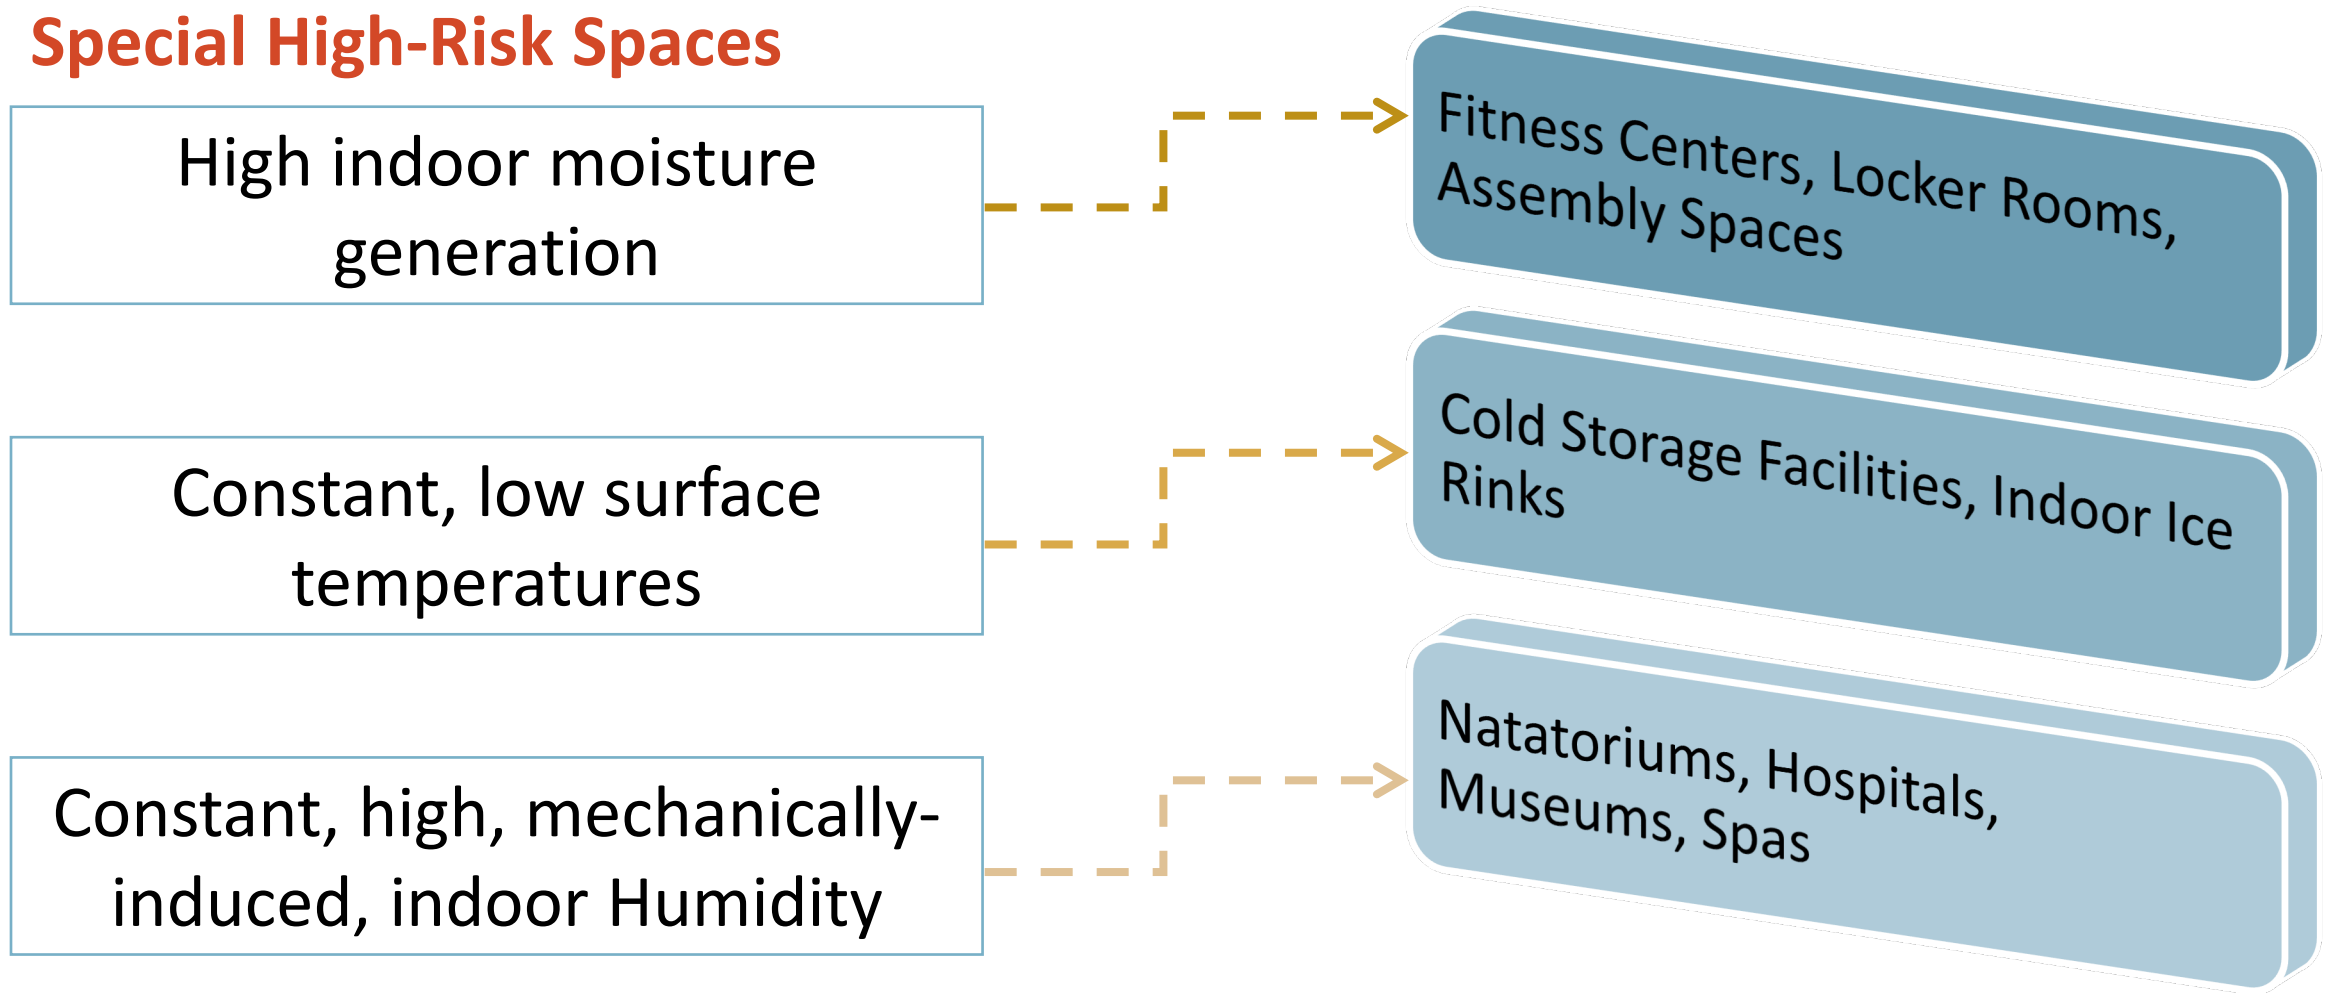 Special High-Risk Spaces
High indoor moisture
generation
Fitness Centers, Locker Rooms,
Assembly Spaces
Constant, low surface
temperatures
Cold Storage Facilities, Indoor Ice
Rinks
Constant, high, mechanically-
induced, indoor Humidity
Natatoriums, Hospitals,
Museums, Spas